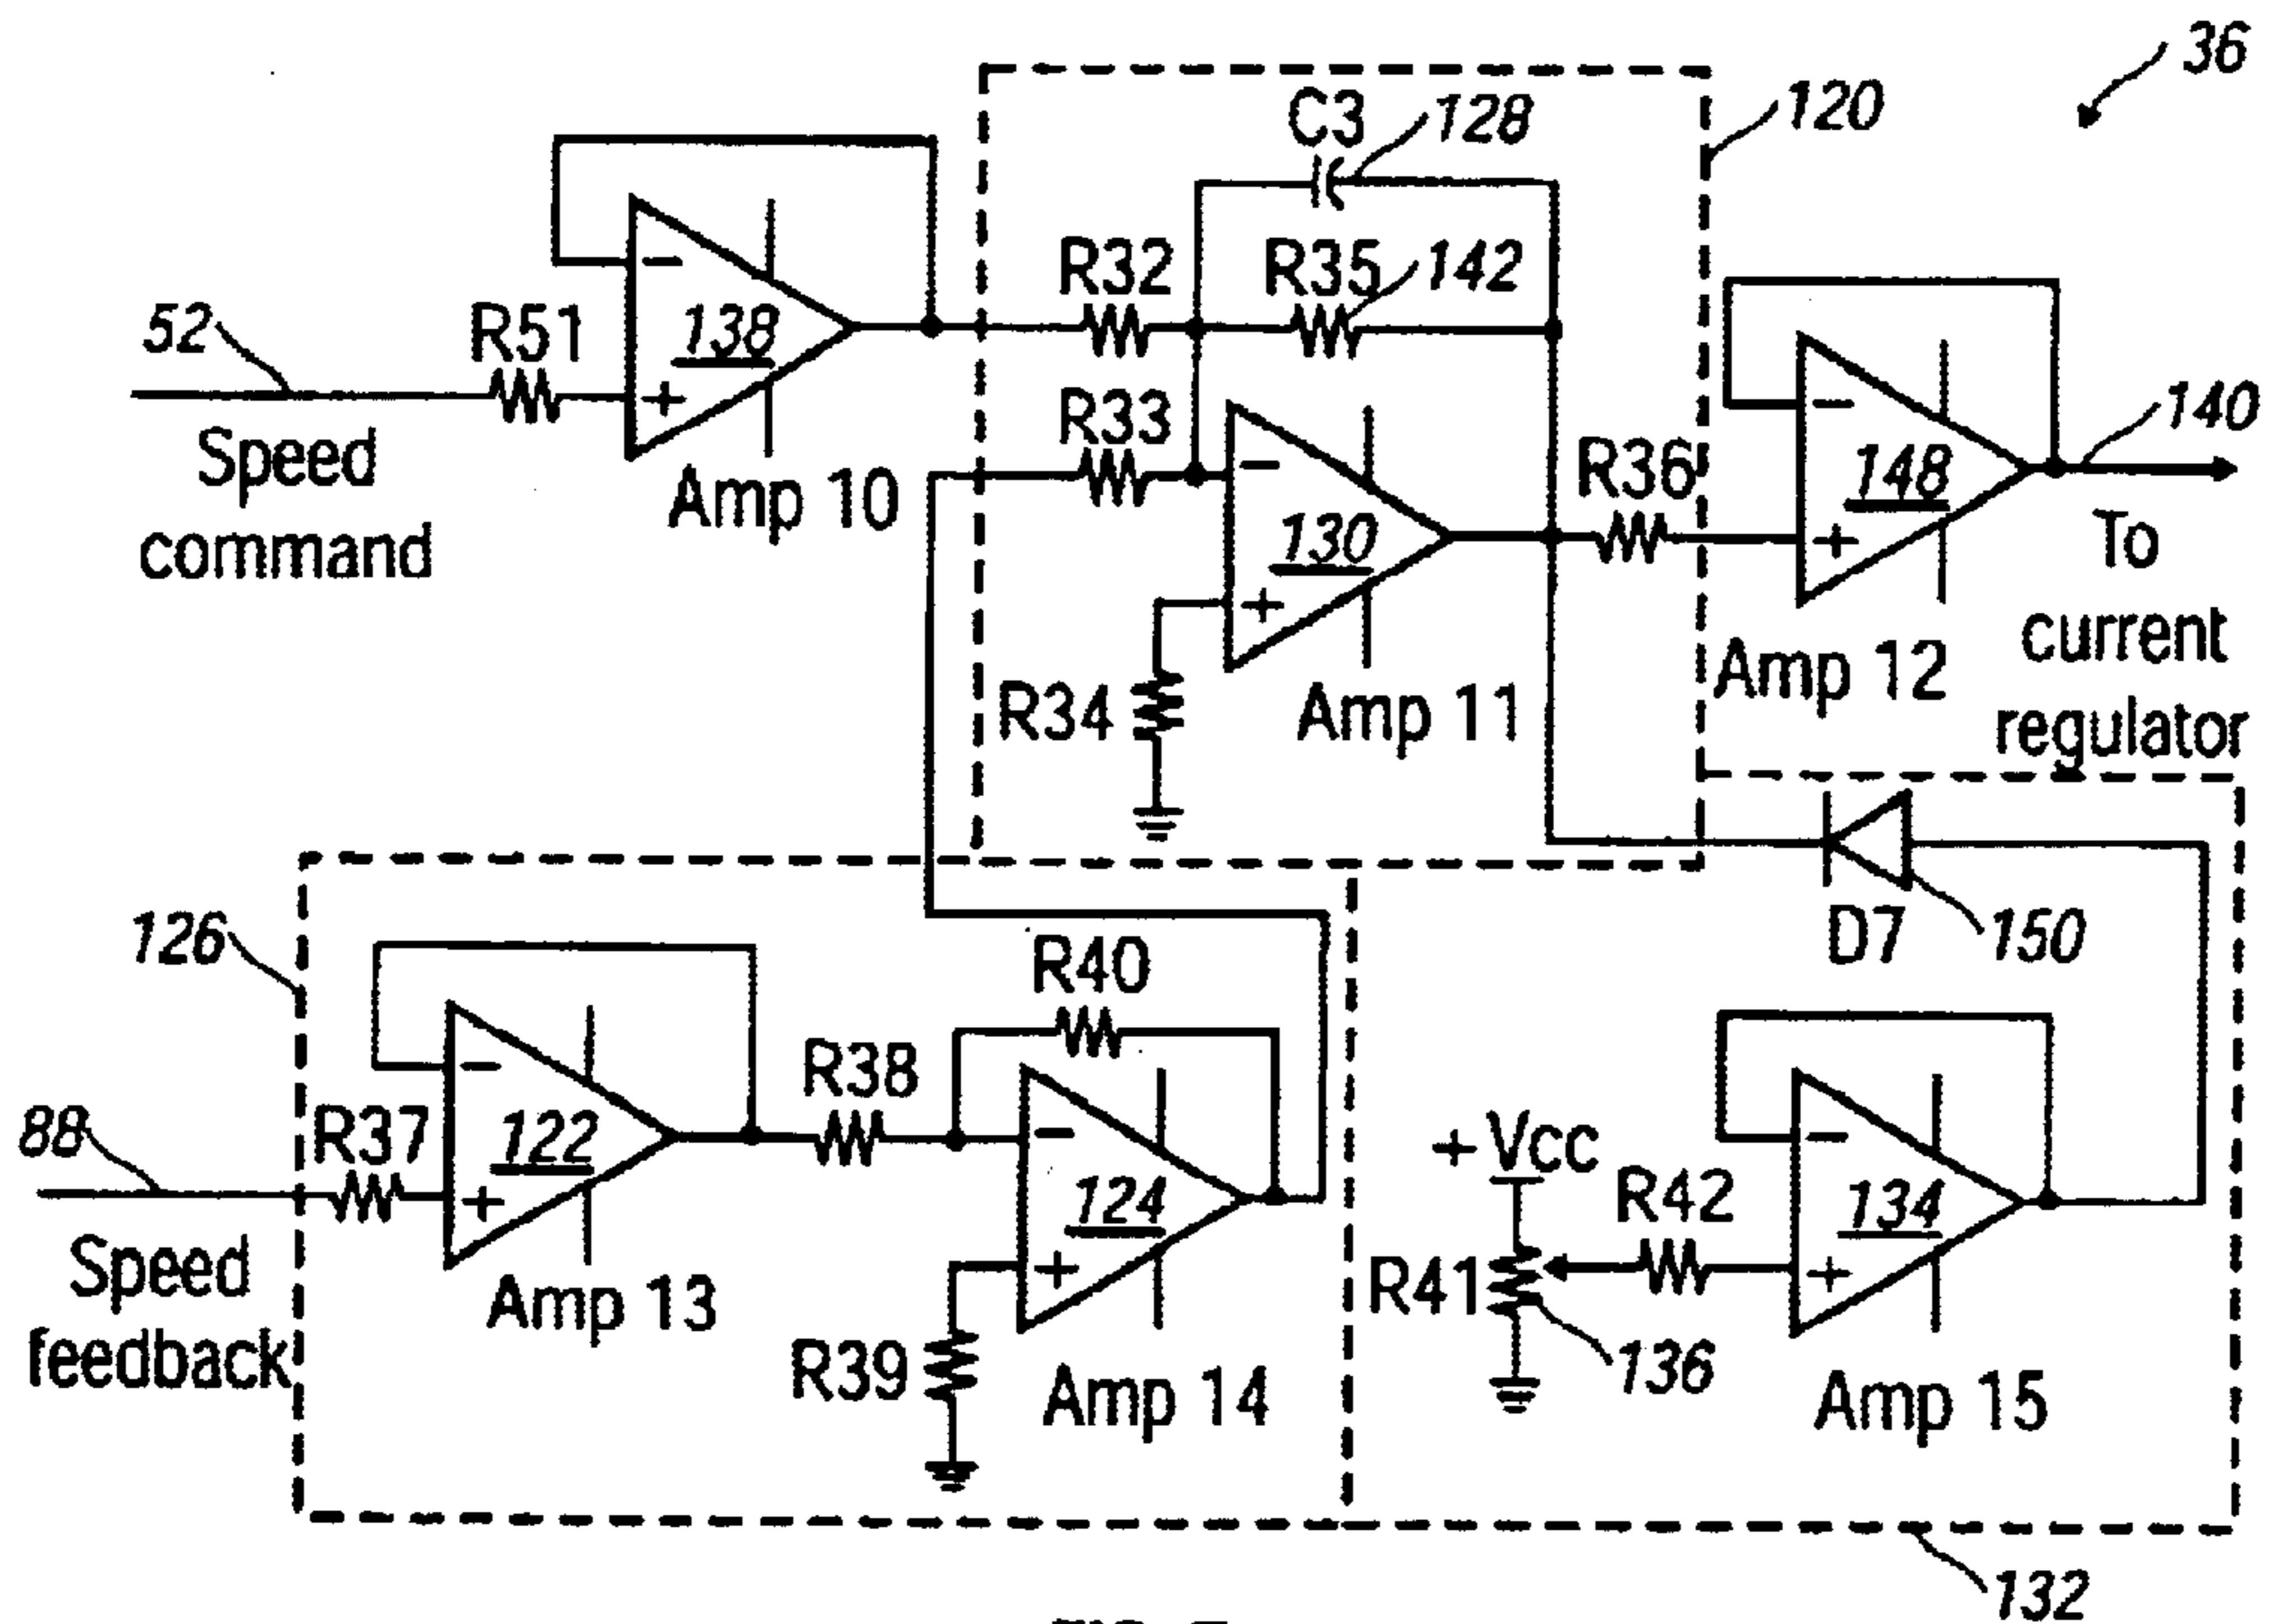 36
120
C3
128
R32
R35
142
52
R51
138
-
+
Speed
command
Amp 10
R33
130
-
+
R34
Amp 11
R36
148
-
+
140
To
current
regulator
Amp 12
126
88
R37
122
-
+
Speed
feedback
Amp 13
R38
R40
124
-
+
R39
Amp 14
D7
150
+Vcc
R41
136
R42
134
-
+
Amp 15
132